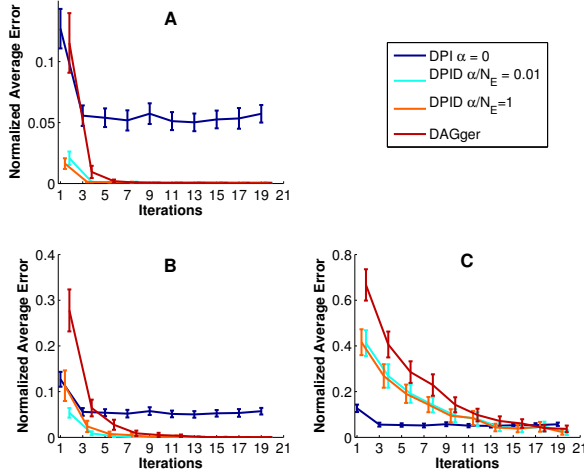 A
Normalized Average Error
0.1
0.05
0
1 3 5 7 9 11 13 15 17 19 21
Iterations
DPI α = 0
DPID α/N_E = 0.01
DPID α/N_E=1
DAGger
B
Normalized Average Error
0.4
0.3
0.2
0.1
0
1 3 5 7 9 11 13 15 17 19 21
Iterations
C
Normalized Average Error
0.8
0.6
0.4
0.2
0
1 3 5 7 9 11 13 15 17 19 21
Iterations